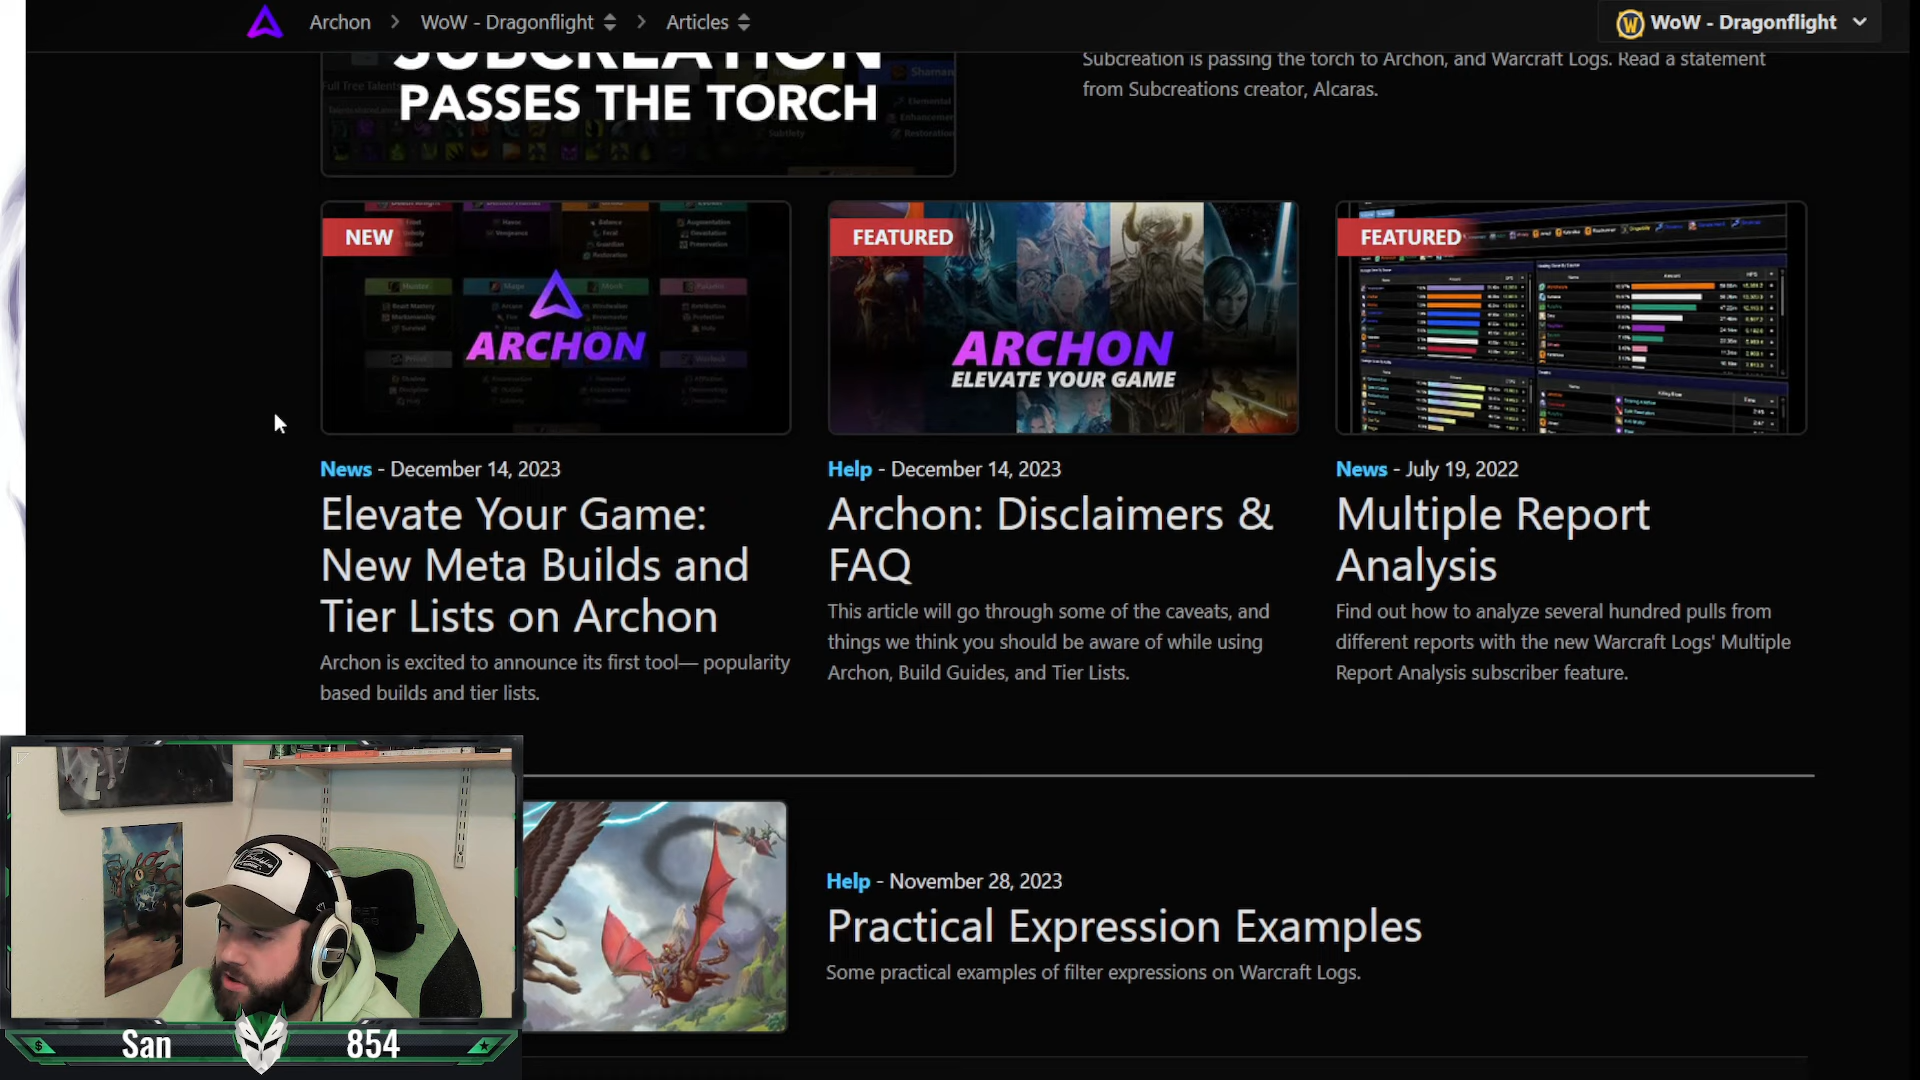 Archon
WoW - Dragonflight
Articles
WoW - Dragonflight
SUBCREATION
PASSES THE TORCH
Subcreation is passing the torch to Archon, and Warcraft Logs. Read a statement
from Subcreations creator, Alcaras.
NEW
ARCHON
FEATURED
ARCHON
ELEVATE YOUR GAME
FEATURED
News - December 14, 2023
Elevate Your Game:
New Meta Builds and
Tier Lists on Archon
Archon is excited to announce its first tool— popularity
based builds and tier lists.
Help - December 14, 2023
Archon: Disclaimers &
FAQ
This article will go through some of the caveats, and
things we think you should be aware of while using
Archon, Build Guides, and Tier Lists.
News - July 19, 2022
Multiple Report
Analysis
Find out how to analyze several hundred pulls from
different reports with the new Warcraft Logs' Multiple
Report Analysis subscriber feature.
Help - November 28, 2023
Practical Expression Examples
Some practical examples of filter expressions on Warcraft Logs.
San
854